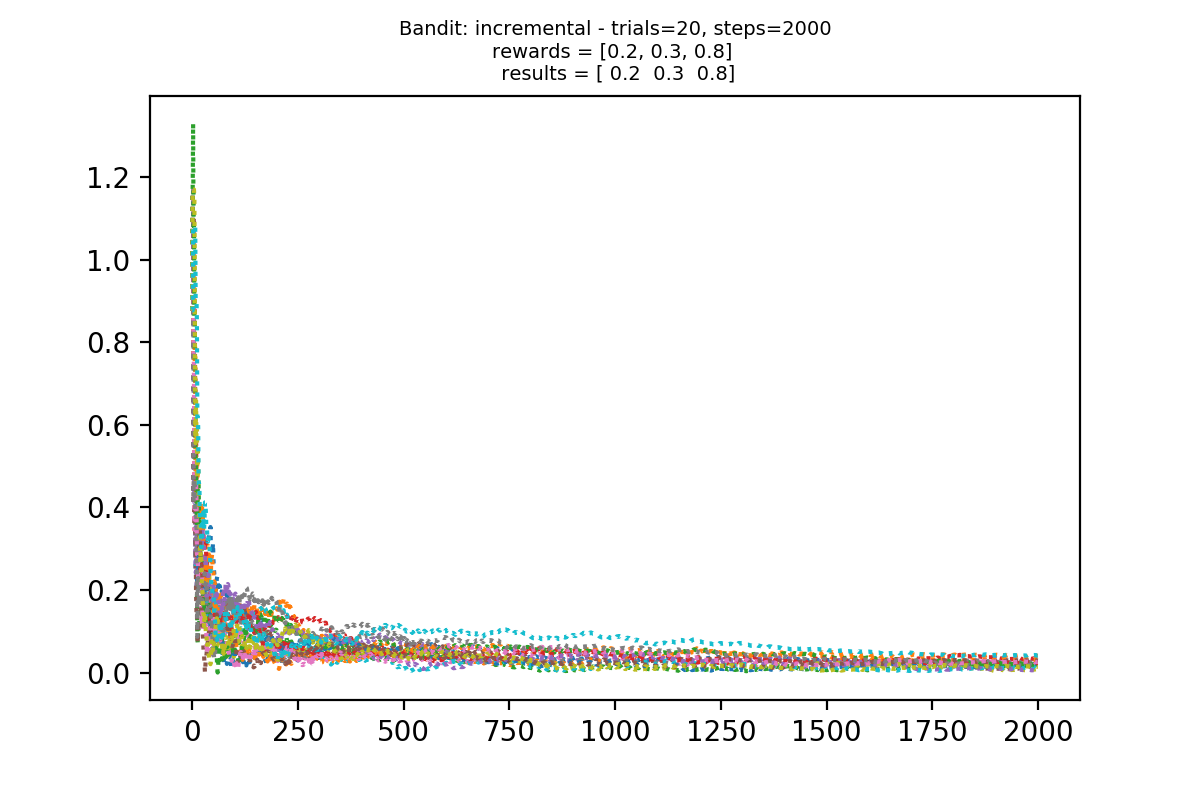 Bandit: incremental - trials=20, steps=2000
rewards = [0.2, 0.3, 0.8]
results = [ 0.2  0.3  0.8]
1.2
1.0
0.8
0.6
0.4
0.2
0.0
0 250 500 750 1000 1250 1500 1750 2000